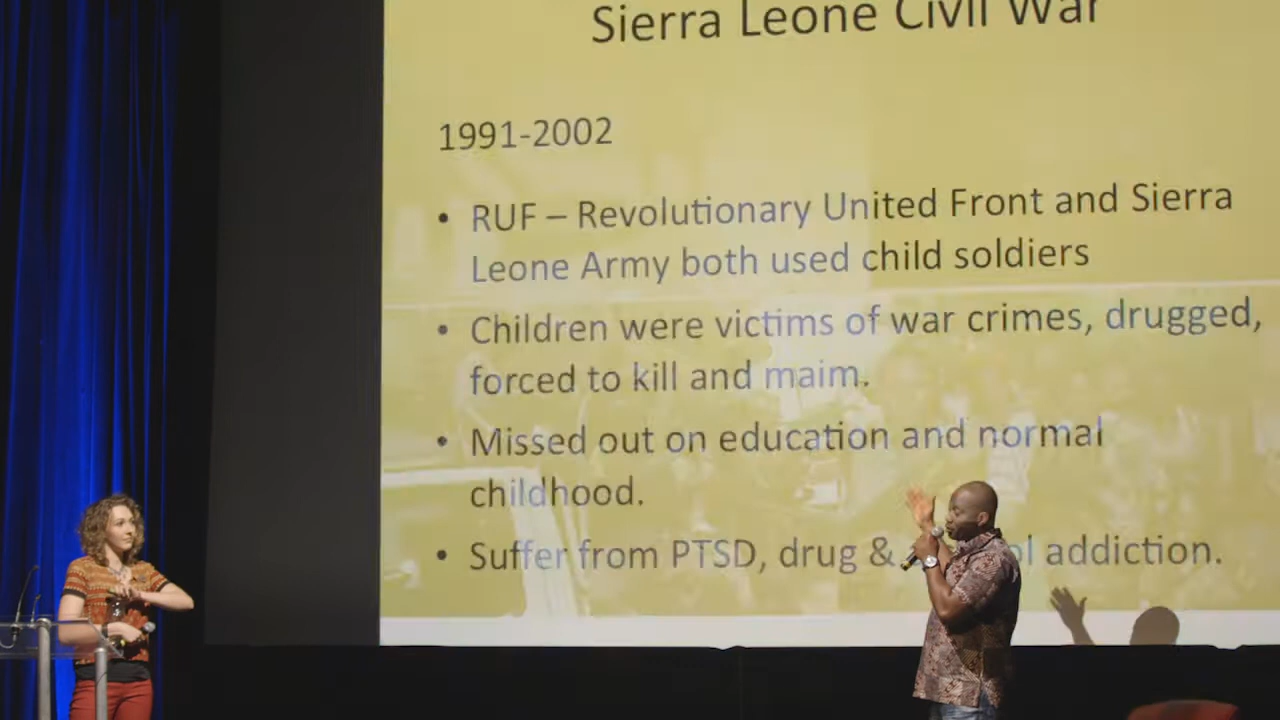 Sierra Leone Civil War
1991-2002
• RUF – Revolutionary United Front and Sierra
Leone Army both used child soldiers
• Children were victims of war crimes, drugged,
forced to kill and maim.
• Missed out on education and normal
childhood.
• Suffer from PTSD, drug & addiction.